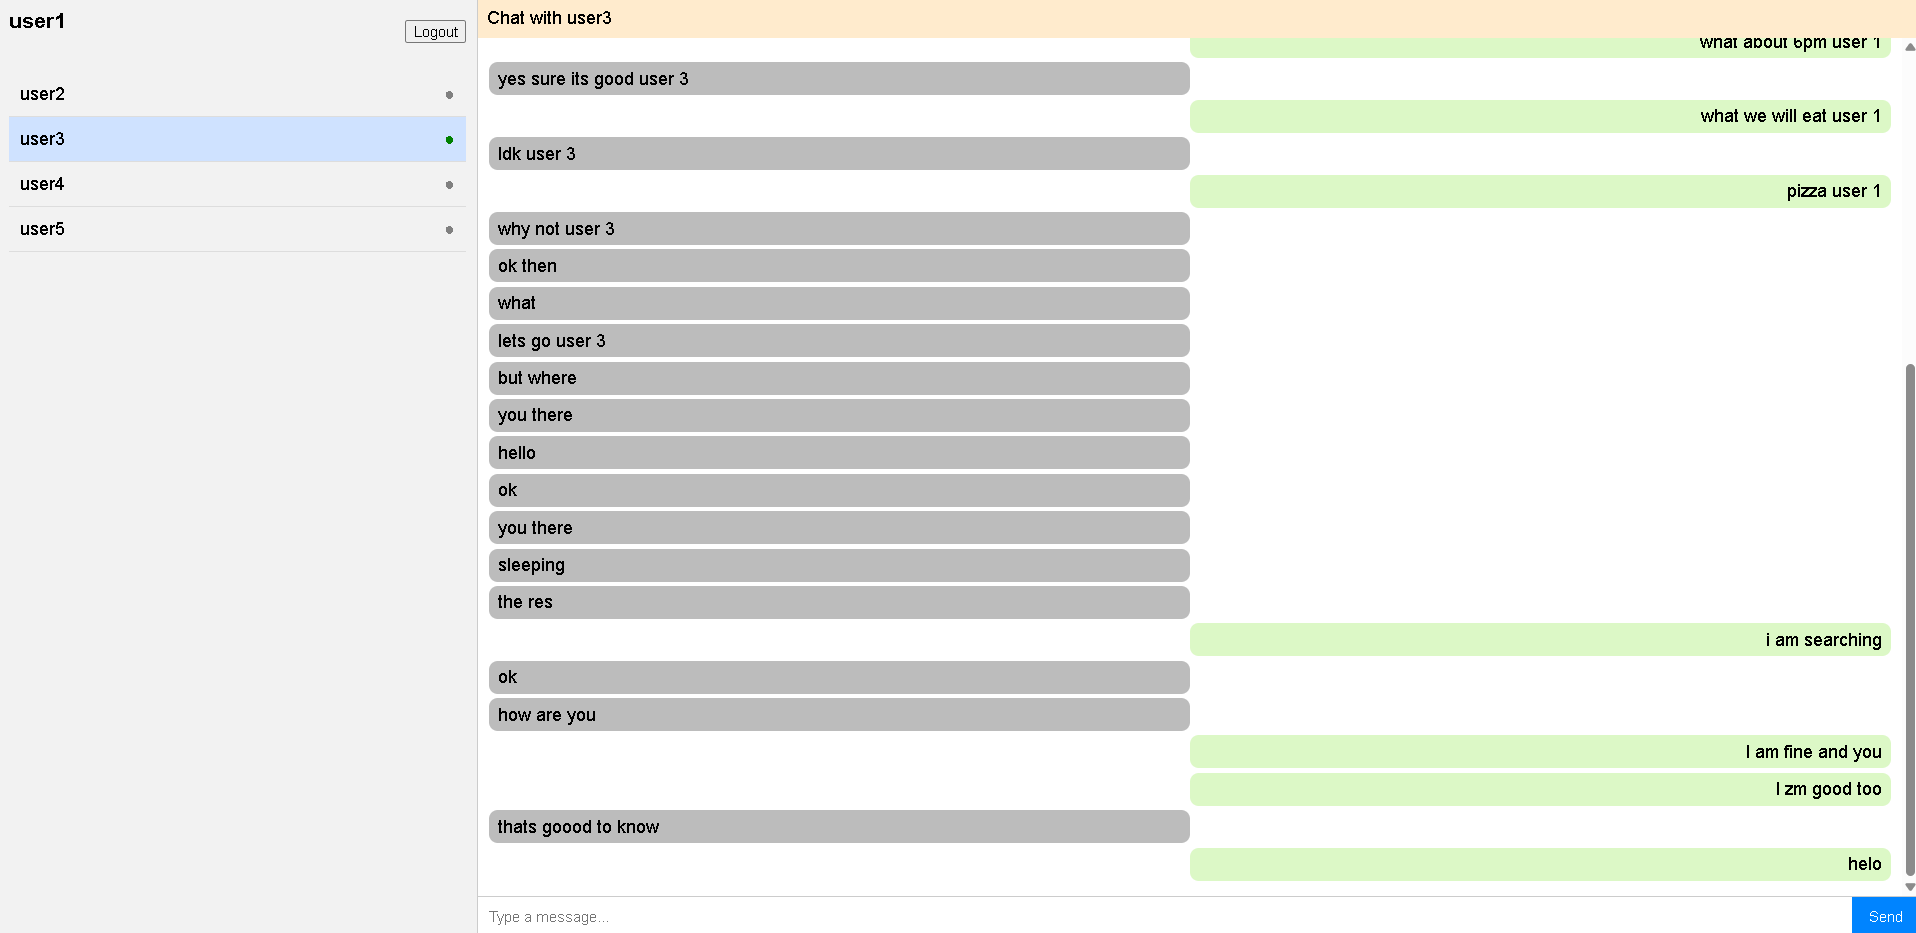 user1
Logout
user2
user3
user4
user5
Chat with user3
what about 6pm user 1
yes sure its good user 3
what we will eat user 1
Idk user 3
pizza user 1
why not user 3
ok then
what
lets go user 3
but where
you there
hello
ok
you there
sleeping
the res
i am searching
ok
how are you
I am fine and you
I zm good too
thats goood to know
helo
Type a message...
Send